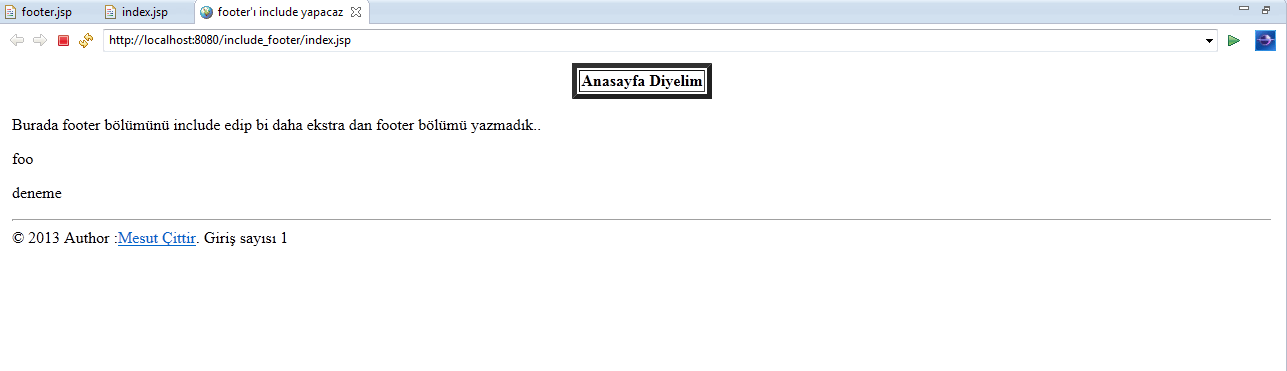 footer.jsp index.jsp footer'ı include yapacaz
http://localhost:8080/include_footer/index.jsp
Anasayfa Diyelim
Burada footer bölümünü include edip bi daha ekstra dan footer bölümü yazmadık..
foo
deneme
© 2013 Author :Mesut Çittir. Giriş sayısı 1